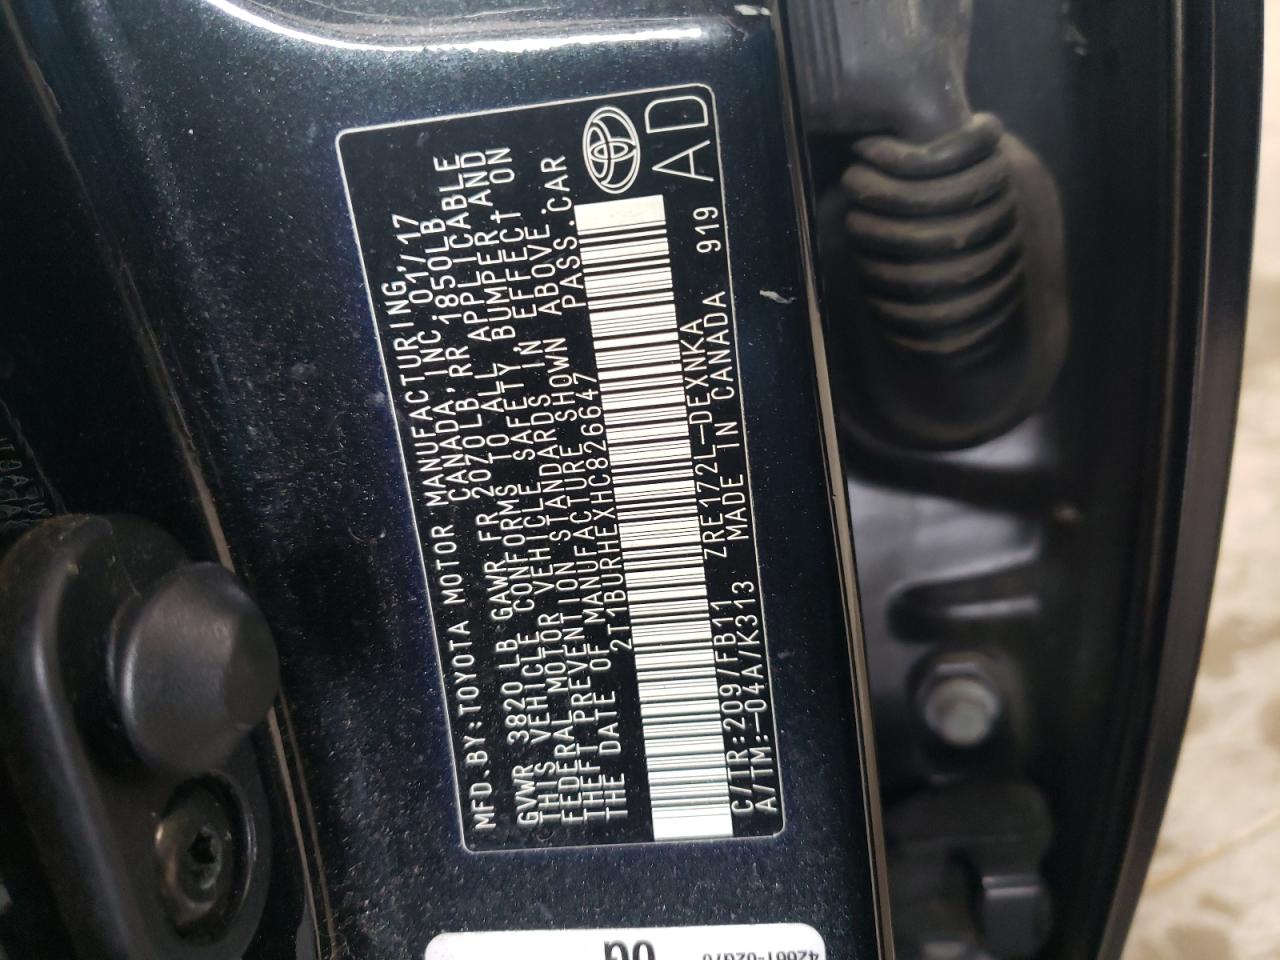 MFD.BY:TOYOTA MOTOR MANUFACTURING,
CANADA,INC. 01/17
GVWR 3820LB GAWR FR 2070LB,RR 1850LB
THIS VEHICLE CONFORMS TO ALL APPLICABLE
FEDERAL MOTOR VEHICLE SAFETY,BUMPER,AND
THEFT PREVENTION STANDARDS IN EFFECT ON
THE DATE OF MANUFACTURE SHOWN ABOVE.
2T1BURHEXHC826647 PASS.CAR
C/TR:209/FB11 ZRE172L-DEXNKA
A/TM:-04A/K313 MADE IN CANADA 919
AD